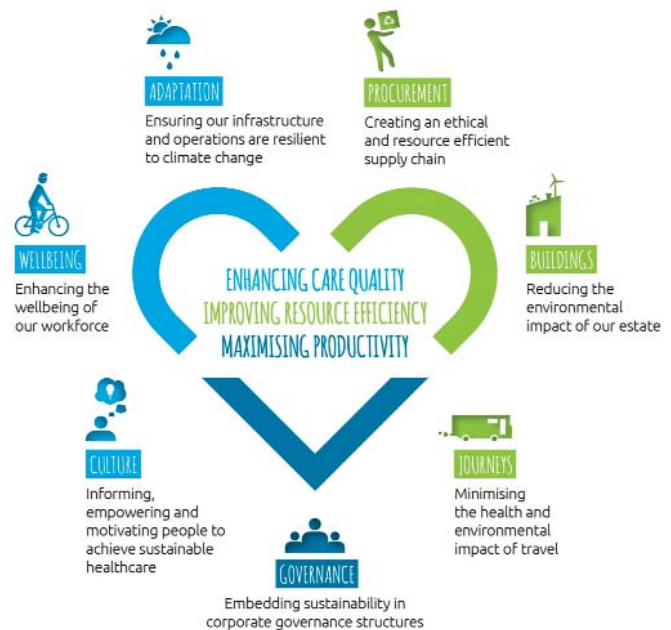 ADAPTATION
Ensuring our infrastructure
and operations are resilient
to climate change
PROCUREMENT
Creating an ethical
and resource efficient
supply chain
WELLBEING
Enhancing the
wellbeing of
our workforce
ENHANCING CARE QUALITY
IMPROVING RESOURCE EFFICIENCY
MAXIMISING PRODUCTIVITY
BUILDINGS
Reducing the
environmental
impact of our estate
CULTURE
Informing,
empowering and
motivating people to
achieve sustainable
healthcare
JOURNEYS
Minimising
the health and
environmental
impact of travel
GOVERNANCE
Embedding sustainability in
corporate governance structures